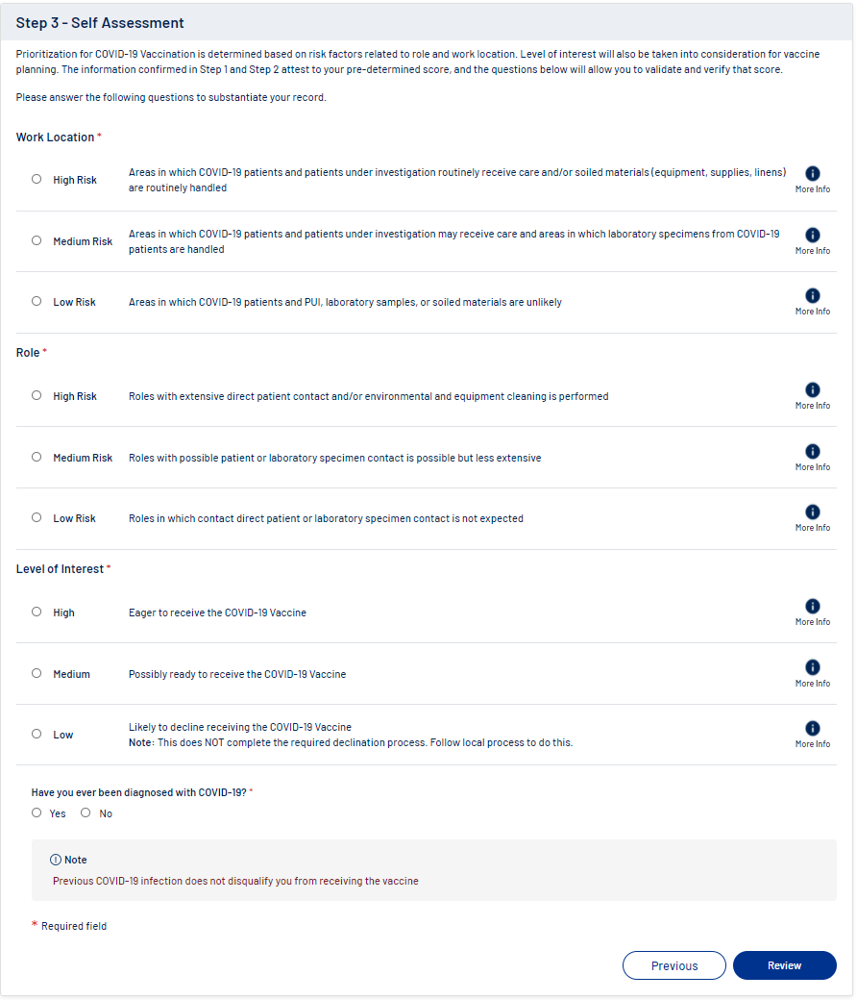 Step 3 - Self Assessment
Prioritization for COVID-19 Vaccination is determined based on risk factors related to role and work location. Level of interest will also be taken into consideration for vaccine
planning. The information confirmed in Step 1 and Step 2 attest to your pre-determined score, and the questions below will allow you to validate and verify that score.
Please answer the following questions to substantiate your record.
Work Location *
High Risk
Areas in which COVID-19 patients and patients under investigation routinely receive care and/or soiled materials (equipment, supplies, linens)
are routinely handled
More Info
Medium Risk
Areas in which COVID-19 patients and patients under investigation may receive care and areas in which laboratory specimens from COVID-19
patients are handled
More Info
Low Risk
Areas in which COVID-19 patients and PUI, laboratory samples, or soiled materials are unlikely
More Info
Role *
High Risk
Roles with extensive direct patient contact and/or environmental and equipment cleaning is performed
More Info
Medium Risk
Roles with possible patient or laboratory specimen contact is possible but less extensive
More Info
Low Risk
Roles in which contact direct patient or laboratory specimen contact is not expected
More Info
Level of Interest *
High
Eager to receive the COVID-19 Vaccine
More Info
Medium
Possibly ready to receive the COVID-19 Vaccine
More Info
Low
Likely to decline receiving the COVID-19 Vaccine
Note: This does NOT complete the required declination process. Follow local process to do this.
More Info
Have you ever been diagnosed with COVID-19? *
Yes No
Note
Previous COVID-19 infection does not disqualify you from receiving the vaccine
* Required field
Previous Review